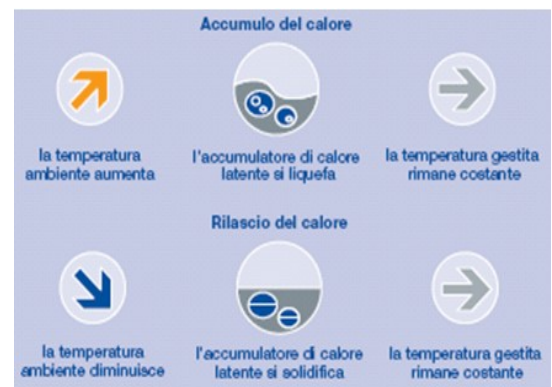 Accumulo del calore
la temperatura
ambiente aumenta
l'accumulatore di calore
latente si liquefa
la temperatura gestita
rimane costante
Rilascio del calore
la temperatura
ambiente diminuisce
l'accumulatore di calore
latente si solidifica
la temperatura gestita
rimane costante